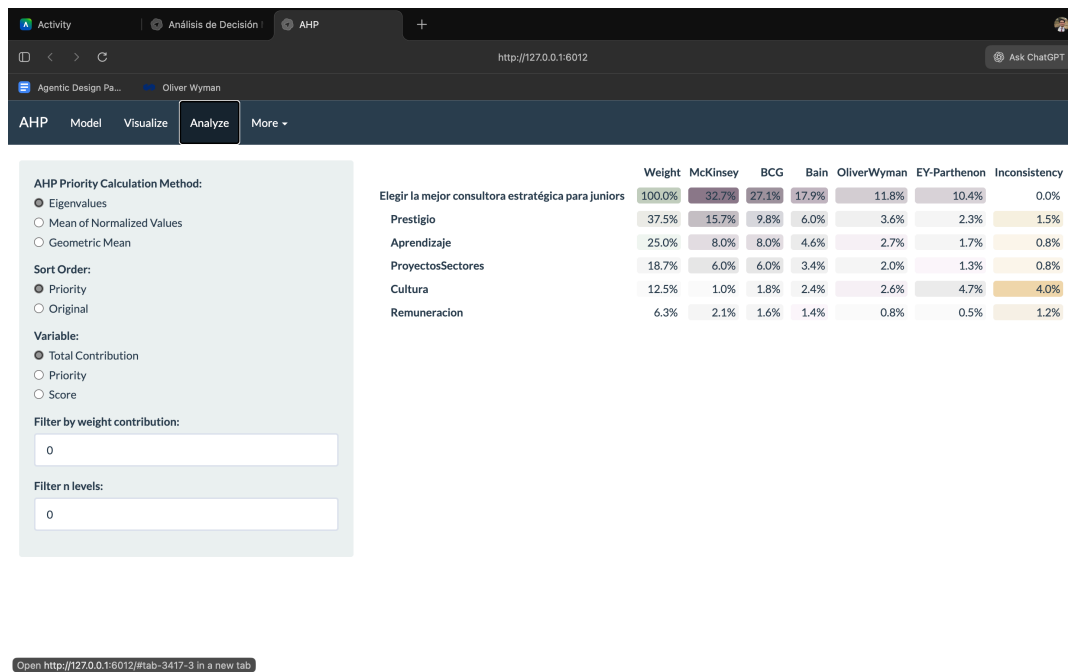 Activity
Análisis de Decisión
AHP
http://127.0.0.1:6012
Ask ChatGPT
Agentic Design Pa...
Oliver Wyman
AHP Model Visualize Analyze More
AHP Priority Calculation Method:
Eigenvalues
Mean of Normalized Values
Geometric Mean
Sort Order:
Priority
Original
Variable:
Total Contribution
Priority
Score
Filter by weight contribution:
0
Filter n levels:
0
Weight McKinsey BCG Bain OliverWyman EY-Parthenon Inconsistency
Elegir la mejor consultora estratégica para juniors 100.0% 32.7% 27.1% 17.9% 11.8% 10.4% 0.0%
Prestigio 37.5% 15.7% 9.8% 6.0% 3.6% 2.3% 1.5%
Aprendizaje 25.0% 8.0% 8.0% 4.6% 2.7% 1.7% 0.8%
ProyectosSectores 18.7% 6.0% 6.0% 3.4% 2.0% 1.3% 0.8%
Cultura 12.5% 1.0% 1.8% 2.4% 2.6% 4.7% 4.0%
Remuneracion 6.3% 2.1% 1.6% 1.4% 0.8% 0.5% 1.2%
Open http://127.0.0.1:6012/#tab-3417-3 in a new tab